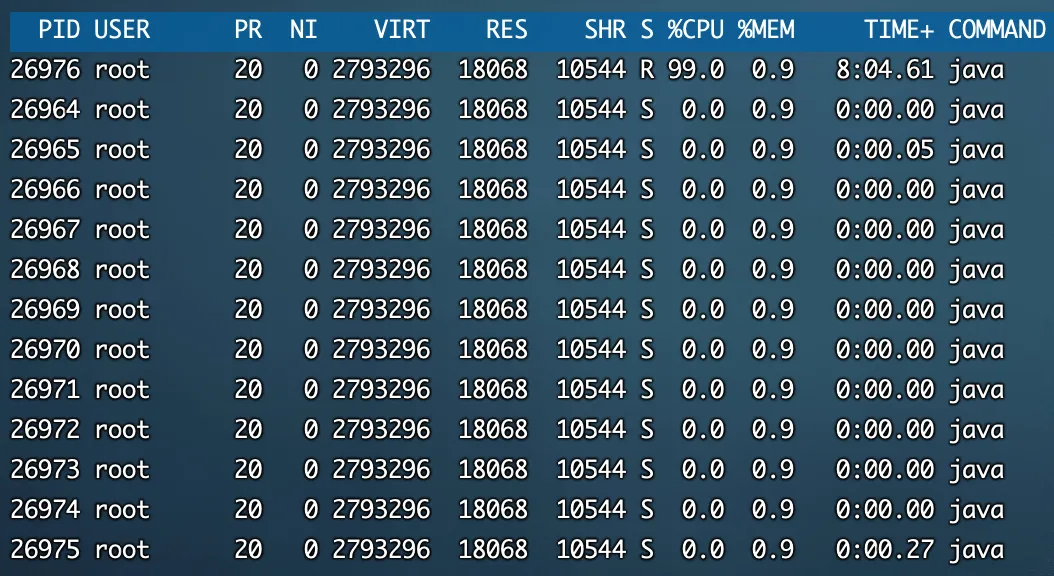 PID USER PR NI VIRT RES SHR S %CPU %MEM TIME+ COMMAND
26976 root 20 0 2793296 18068 10544 R 99.0 0.9 8:04.61 java
26964 root 20 0 2793296 18068 10544 S 0.0 0.9 0:00.00 java
26965 root 20 0 2793296 18068 10544 S 0.0 0.9 0:00.05 java
26966 root 20 0 2793296 18068 10544 S 0.0 0.9 0:00.00 java
26967 root 20 0 2793296 18068 10544 S 0.0 0.9 0:00.00 java
26968 root 20 0 2793296 18068 10544 S 0.0 0.9 0:00.00 java
26969 root 20 0 2793296 18068 10544 S 0.0 0.9 0:00.00 java
26970 root 20 0 2793296 18068 10544 S 0.0 0.9 0:00.00 java
26971 root 20 0 2793296 18068 10544 S 0.0 0.9 0:00.00 java
26972 root 20 0 2793296 18068 10544 S 0.0 0.9 0:00.00 java
26973 root 20 0 2793296 18068 10544 S 0.0 0.9 0:00.00 java
26974 root 20 0 2793296 18068 10544 S 0.0 0.9 0:00.00 java
26975 root 20 0 2793296 18068 10544 S 0.0 0.9 0:00.27 java